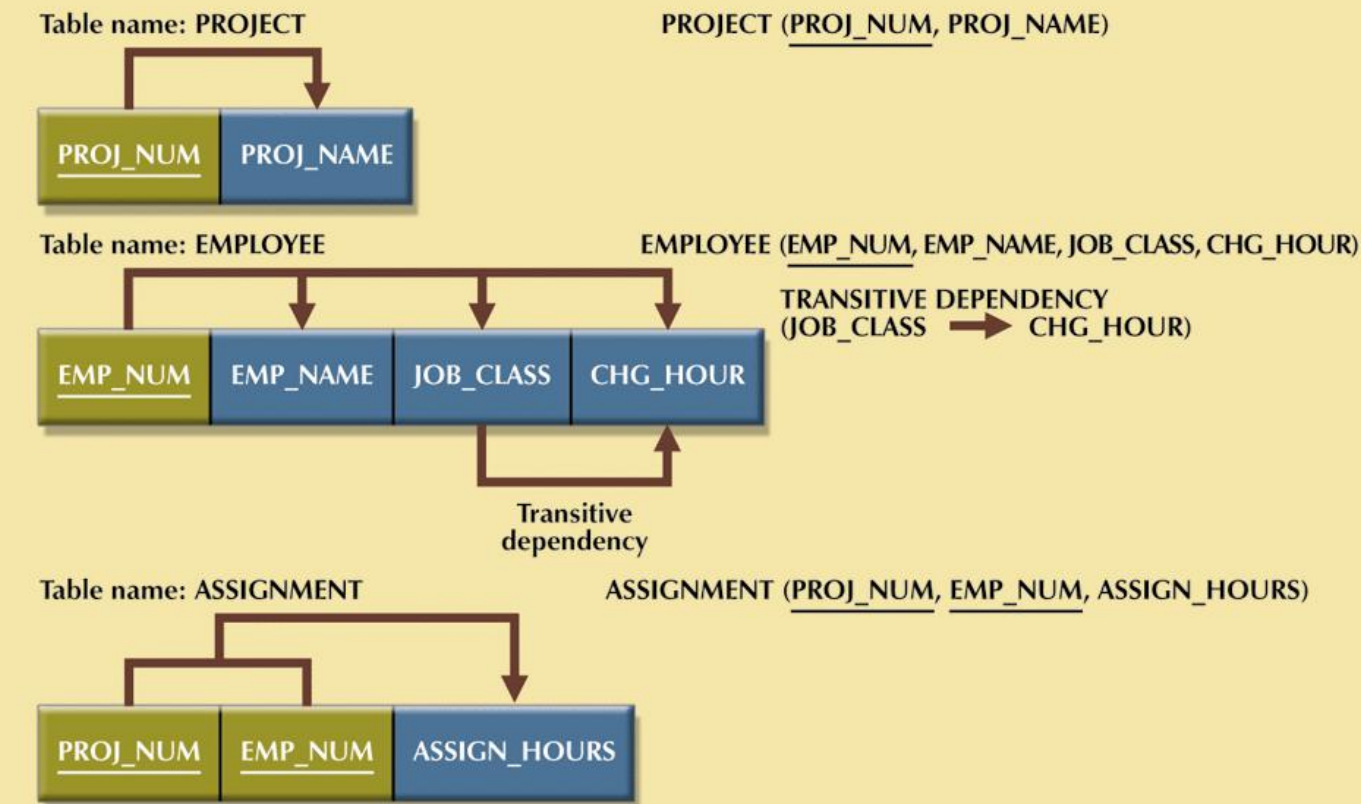 Table name: PROJECT
PROJECT (PROJ_NUM, PROJ_NAME)
PROJ_NUM PROJ_NAME
Table name: EMPLOYEE
EMPLOYEE (EMP_NUM, EMP_NAME, JOB_CLASS, CHG_HOUR)
TRANSITIVE DEPENDENCY
(JOB_CLASS CHG_HOUR)
EMP_NUM EMP_NAME JOB_CLASS CHG_HOUR
Transitive
dependency
Table name: ASSIGNMENT
ASSIGNMENT (PROJ_NUM, EMP_NUM, ASSIGN_HOURS)
PROJ_NUM EMP_NUM ASSIGN_HOURS